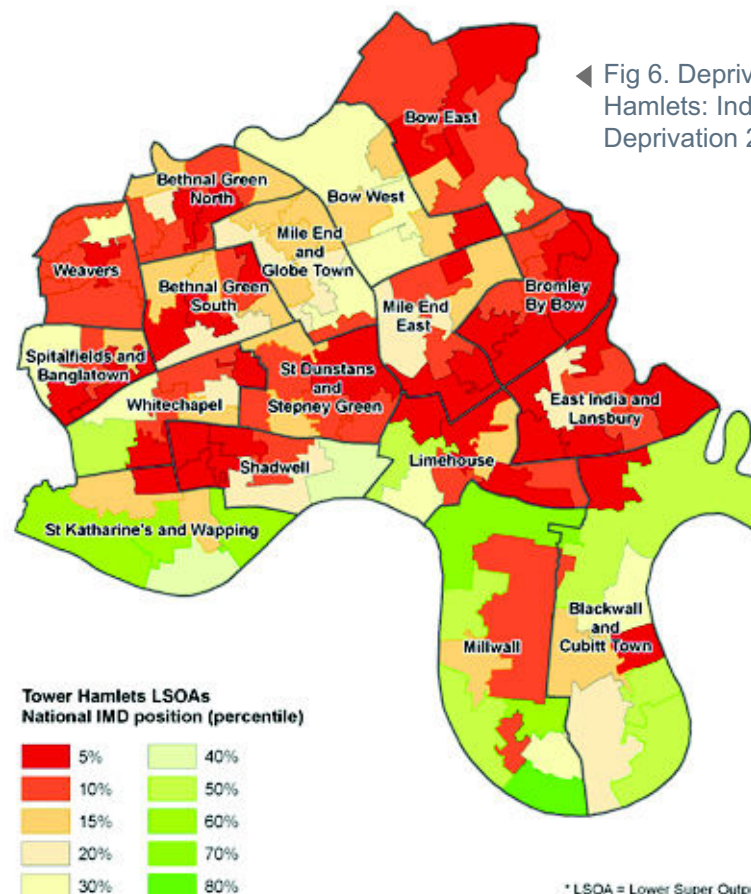 ◀ Fig 6. Depriv
Hamlets: Ind
Deprivation 2
Bow East
Bethnal Green
North
Bow West
Mile End
and
Globe Town
Weavers
Bethnal Green
South
Bromley
By Bow
Mile End
East
Spitalfields and
Banglatown
St Dunstans
and
Stepney Green
East India and
Lansbury
Whitechapel
Limehouse
Shadwell
St Katharine's and Wapping
Blackwall
and
Cubitt Town
Millwall
Tower Hamlets LSOAs
National IMD position (percentile)
5%
10%
15%
20%
30%
40%
50%
60%
70%
80%
* LSOA = Lower Super Outp